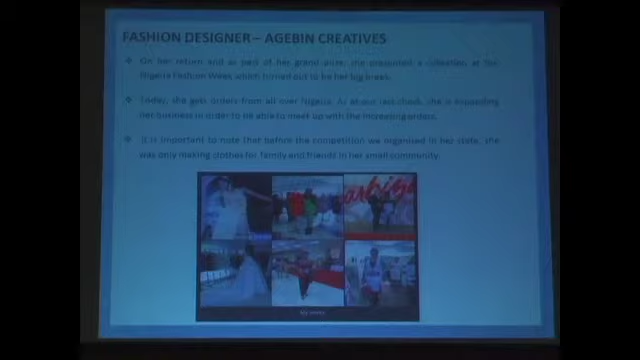 FASHION DESIGNER – AGEBIN CREATIVES
On her return and as part of her grand prize, she presented a collection at the
Nigeria Fashion Week which turned out to be her big break.
Today, she gets orders from all over Nigeria. As at our last check, she is expanding
her business in order to be able to meet up with the increasing orders.
It is important to note that before the competition we organised in her state, she
was only making clothes for family and friends in her small community.